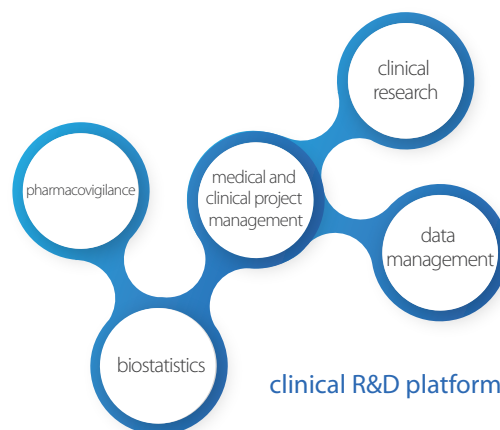 clinical
research
pharmacovigilance
medical and
clinical project
management
data
management
biostatistics
clinical R&D platform